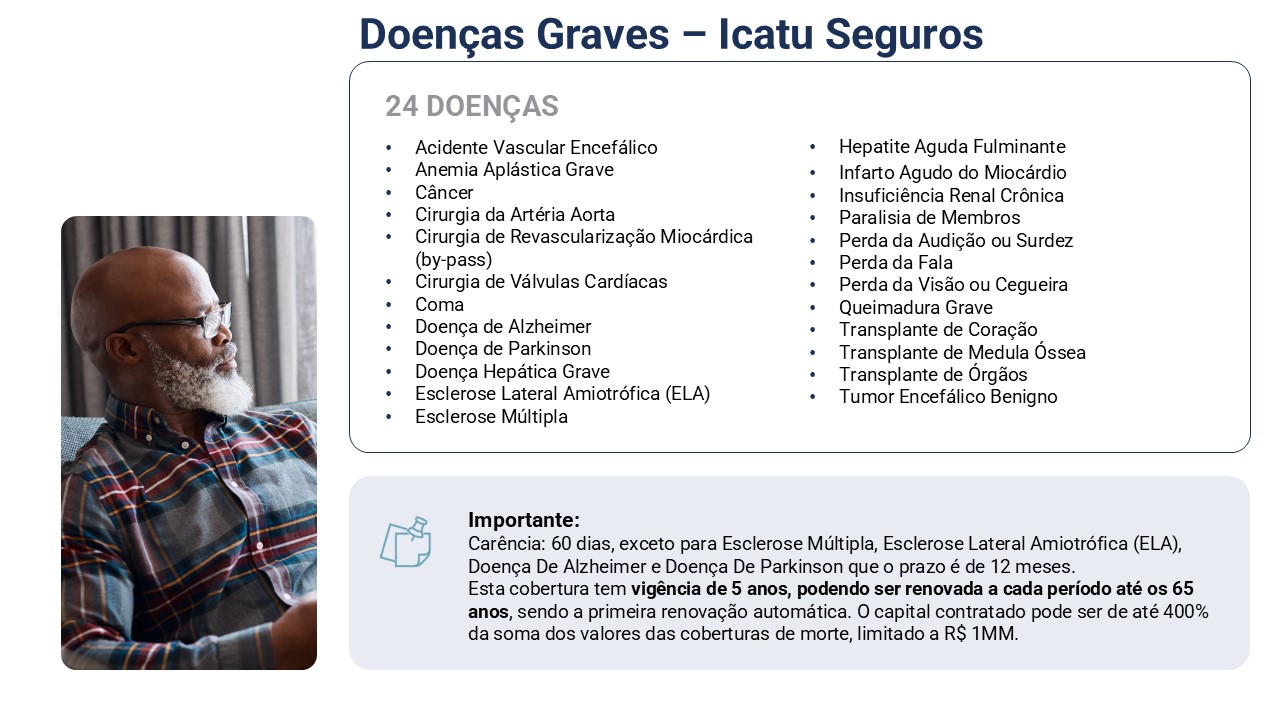 Doenças Graves – Icatu Seguros
24 DOENÇAS
• Acidente Vascular Encefálico
• Anemia Aplástica Grave
• Câncer
• Cirurgia da Artéria Aorta
• Cirurgia de Revascularização Miocárdica
(by-pass)
• Cirurgia de Válvulas Cardíacas
• Coma
• Doença de Alzheimer
• Doença de Parkinson
• Doença Hepática Grave
• Esclerose Lateral Amiotrófica (ELA)
• Esclerose Múltipla
• Hepatite Aguda Fulminante
• Infarto Agudo do Miocárdio
• Insuficiência Renal Crônica
• Paralisia de Membros
• Perda da Audição ou Surdez
• Perda da Fala
• Perda da Visão ou Cegueira
• Queimadura Grave
• Transplante de Coração
• Transplante de Medula Óssea
• Transplante de Órgãos
• Tumor Encefálico Benigno
Importante:
Carência: 60 dias, exceto para Esclerose Múltipla, Esclerose Lateral Amiotrófica (ELA),
Doença De Alzheimer e Doença De Parkinson que o prazo é de 12 meses.
Esta cobertura tem vigência de 5 anos, podendo ser renovada a cada período até os 65
anos, sendo a primeira renovação automática. O capital contratado pode ser de até 400%
da soma dos valores das coberturas de morte, limitado a R$ 1MM.